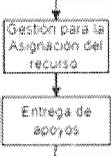 Gestión para la
Asignación del
recurso
Entrega de
apoyos